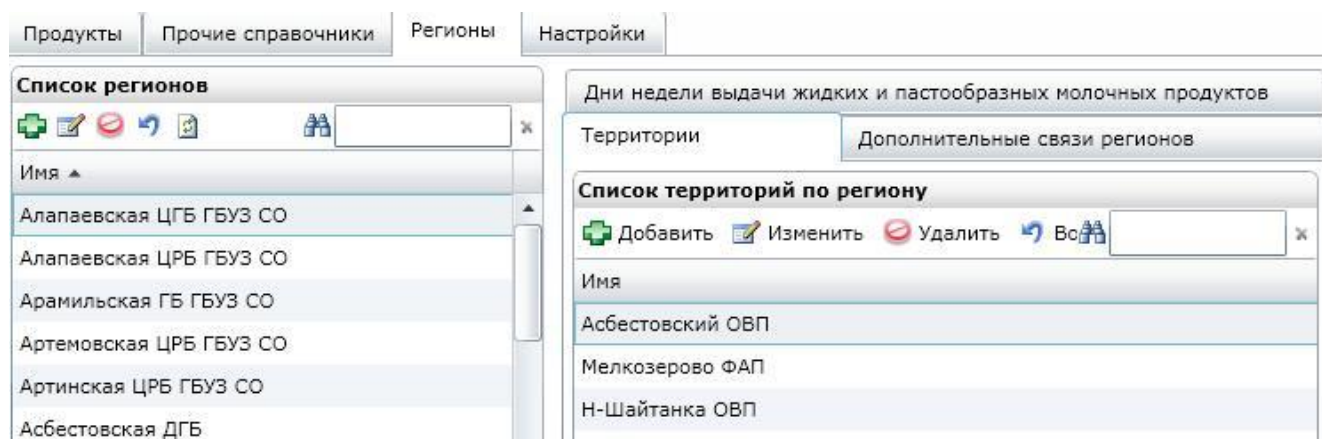 Продукты
Прочие справочники
Регионы
Настройки
Список регионов
Имя
Алапаевская ЦГБ ГБУЗ СО
Алапаевская ЦРБ ГБУЗ СО
Арамильская ГБ ГБУЗ СО
Артемовская ЦРБ ГБУЗ СО
Артинская ЦРБ ГБУЗ СО
Асбестовская ДГБ
Дни недели выдачи жидких и пастообразных молочных продуктов
Территории
Дополнительные связи регионов
Список территорий по региону
Добавить Изменить Удалить Вс
Имя
Асбестовский ОВП
Мелкозерово ФАП
Н-Шайтанка ОВП